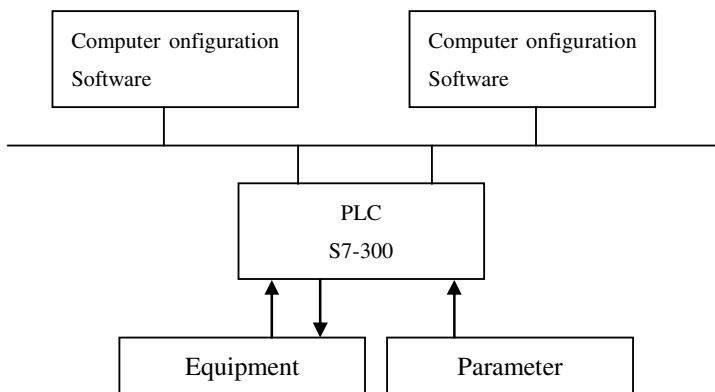 Computer onfiguration
Software
Computer onfiguration
Software
PLC
S7-300
Equipment
Parameter